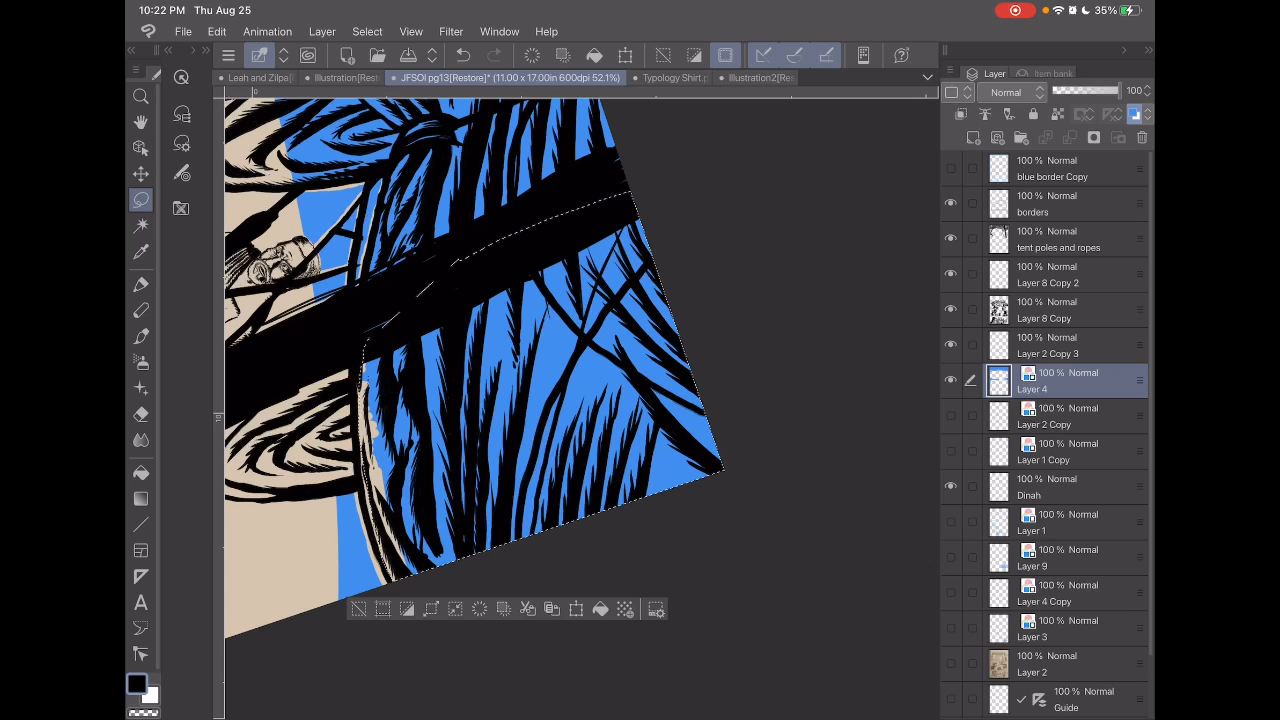 10:22 PM Thu Aug 25
35%
File Edit Animation Layer Select View Filter Window Help
Leah and Zilpa[ Illustration[Rest JFSOI pg13[Restore]* (11.00 x 17.00in 600dpi 52.1%) Typology Shirt.p Illustration2[Res
Layer Item bank
Normal 100
100 % Normal
blue border Copy
100 % Normal
borders
100 % Normal
tent poles and ropes
100 % Normal
Layer 8 Copy 2
100 % Normal
Layer 8 Copy
100 % Normal
Layer 2 Copy 3
100 % Normal
Layer 4
100 % Normal
Layer 2 Copy
100 % Normal
Layer 1 Copy
100 % Normal
Dinah
100 % Normal
Layer 1
100 % Normal
Layer 9
100 % Normal
Layer 4 Copy
100 % Normal
Layer 3
100 % Normal
Layer 2
100 % Normal
Guide